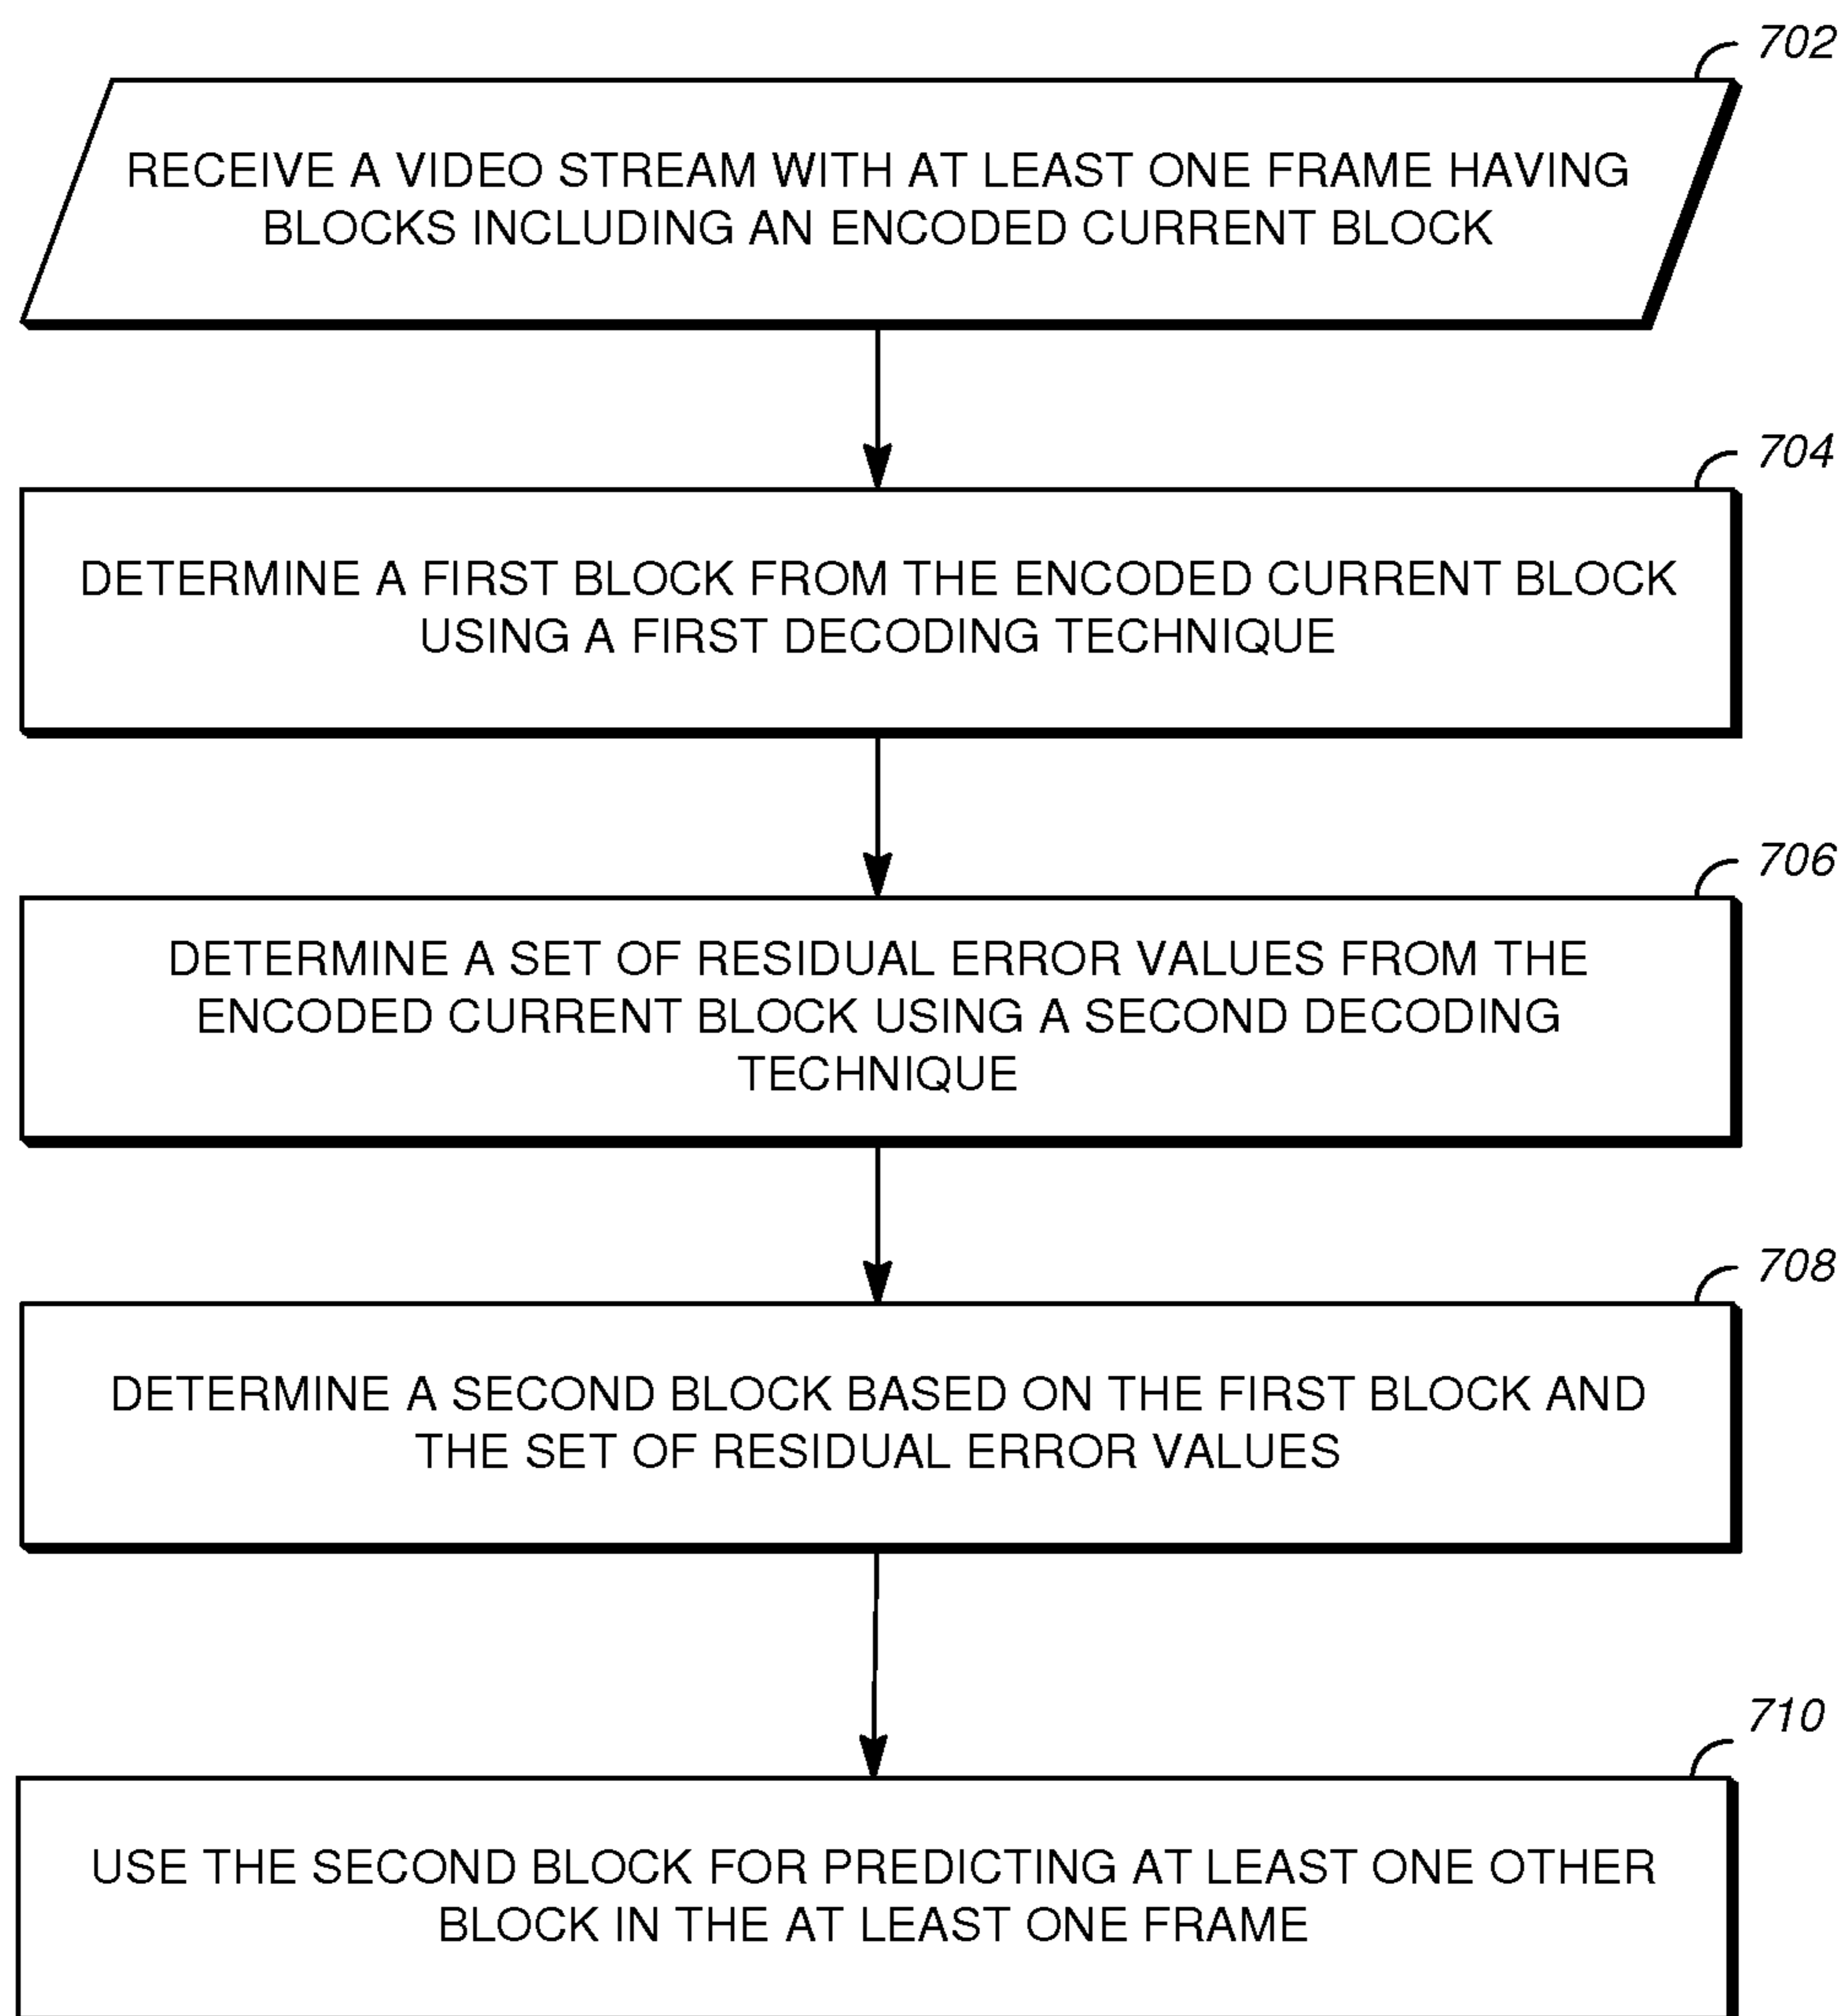 702
RECEIVE A VIDEO STREAM WITH AT LEAST ONE FRAME HAVING
BLOCKS INCLUDING AN ENCODED CURRENT BLOCK
704
DETERMINE A FIRST BLOCK FROM THE ENCODED CURRENT BLOCK
USING A FIRST DECODING TECHNIQUE
706
DETERMINE A SET OF RESIDUAL ERROR VALUES FROM THE
ENCODED CURRENT BLOCK USING A SECOND DECODING
TECHNIQUE
708
DETERMINE A SECOND BLOCK BASED ON THE FIRST BLOCK AND
THE SET OF RESIDUAL ERROR VALUES
710
USE THE SECOND BLOCK FOR PREDICTING AT LEAST ONE OTHER
BLOCK IN THE AT LEAST ONE FRAME